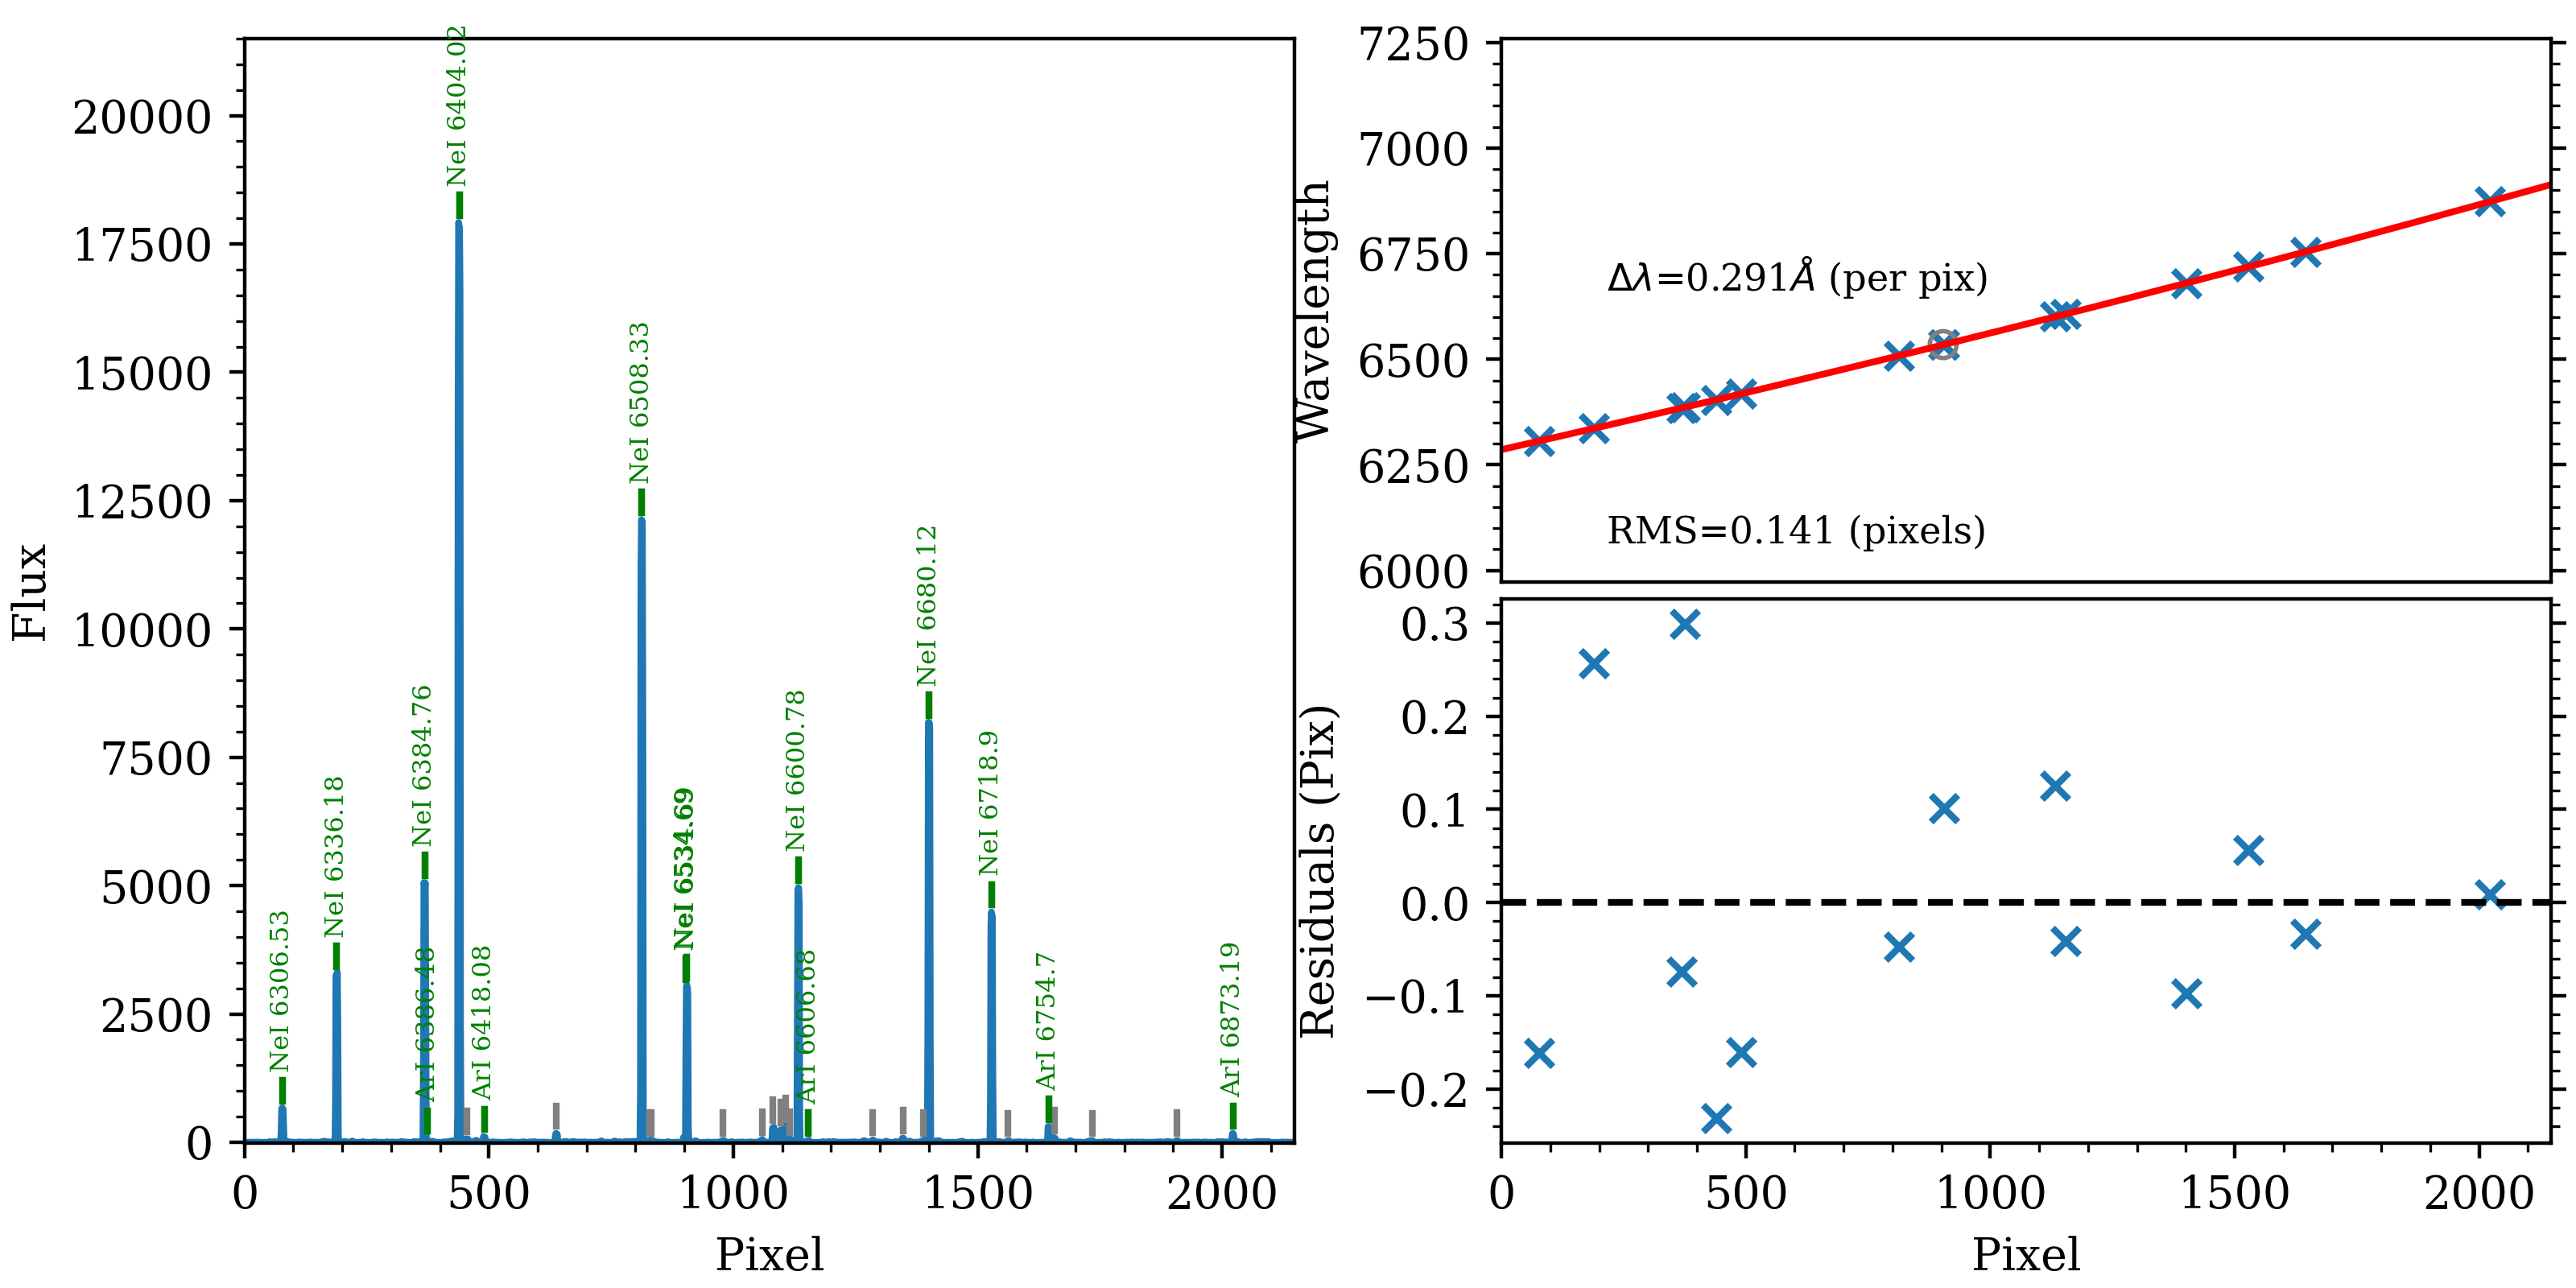 Flux
20000
17500
15000
12500
10000
7500
5000
2500
0
NeI 6306.53
NeI 6336.18
NeI 6384.76
ArI 6386.48
NeI 6404.02
ArI 6418.08
NeI 6508.33
NeI 6534.69
NeI 6600.78
ArI 6606.68
NeI 6680.12
NeI 6718.9
ArI 6754.7
ArI 6873.19
0 500 1000 1500 2000
Pixel
Wavelength
7250
7000
6750
6500
6250
6000
Δλ=0.291Å (per pix)
RMS=0.141 (pixels)
Residuals (Pix)
0.3
0.2
0.1
0.0
−0.1
−0.2
0 500 1000 1500 2000
Pixel